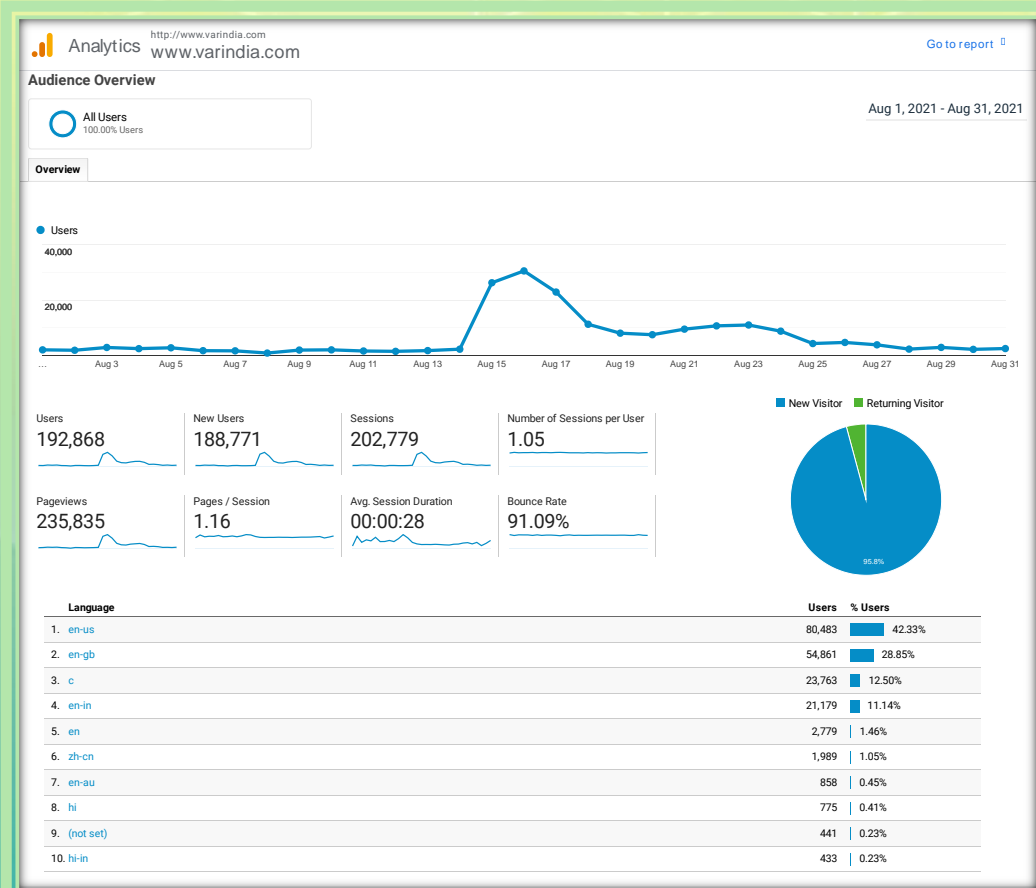 http://www.varindia.com
Analytics www.varindia.com
Go to report
Audience Overview
All Users
100.00% Users
Aug 1, 2021 - Aug 31, 2021
Overview
Users
40,000
20,000
... Aug 3 Aug 5 Aug 7 Aug 9 Aug 11 Aug 13 Aug 15 Aug 17 Aug 19 Aug 21 Aug 23 Aug 25 Aug 27 Aug 29 Aug 31
New Visitor Returning Visitor
Users New Users Sessions Number of Sessions per User
192,868 188,771 202,779 1.05
Pageviews Pages / Session Avg. Session Duration Bounce Rate
235,835 1.16 00:00:28 91.09%
95.8%
Language Users % Users
1. en-us 80,483 42.33%
2. en-gb 54,861 28.85%
3. c 23,763 12.50%
4. en-in 21,179 11.14%
5. en 2,779 1.46%
6. zh-cn 1,989 1.05%
7. en-au 858 0.45%
8. hi 775 0.41%
9. (not set) 441 0.23%
10. hi-in 433 0.23%